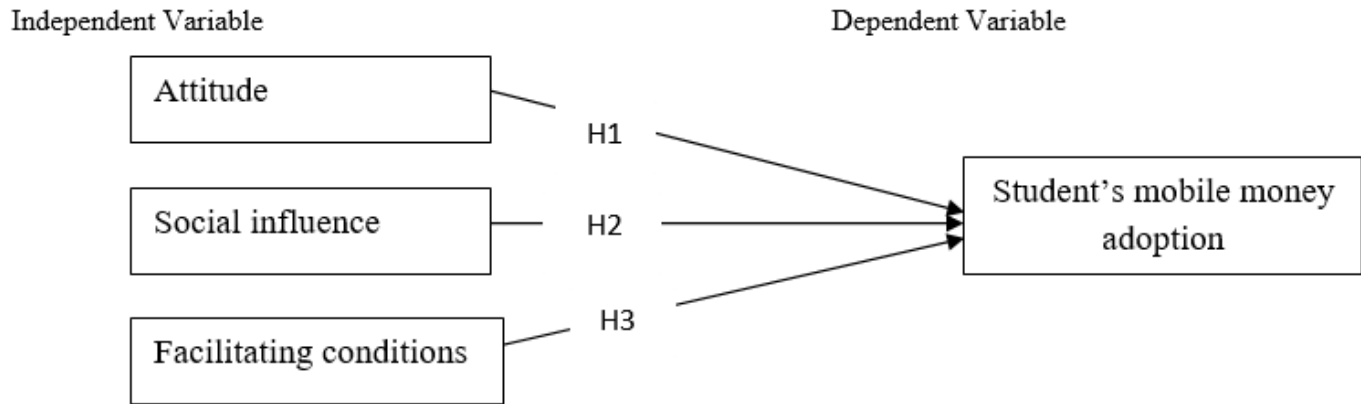 Independent Variable
Dependent Variable
Attitude
H1
Social influence
H2
Student’s mobile money
adoption
H3
Facilitating conditions